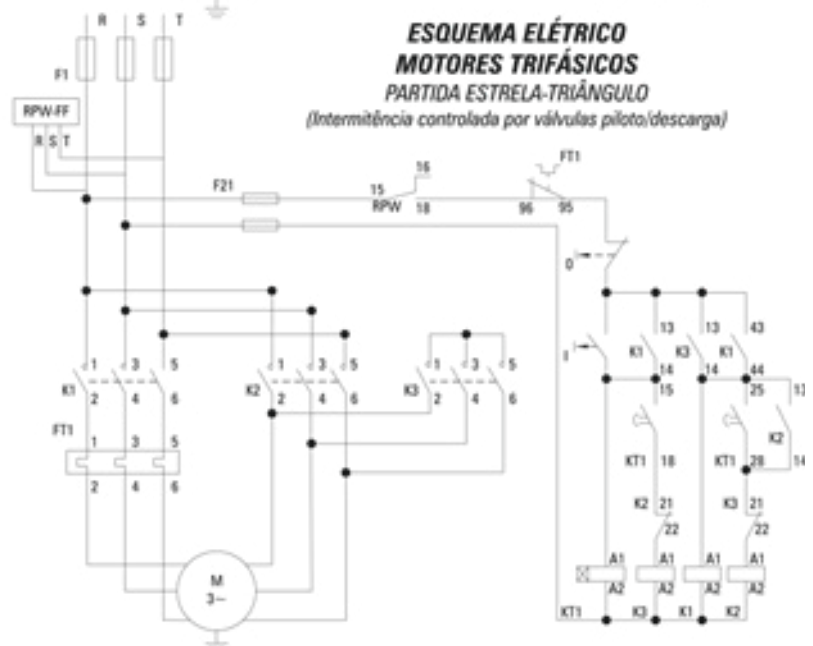 ESQUEMA ELÉTRICO
MOTORES TRIFÁSICOS
PARTIDA ESTRELA-TRIÂNGULO
(Intermitência controlada por válvulas piloto/descarga)
R S T
F1
RPW-FF
R S T
F21
15 16
RPW 18
FT1
96 95
0
I
13 13 43
K1 K3 K1
14 14 44
15 25 13
K2
KT1 18 KT1 28 14
K2 21 K3 21
22 22
A1 A1 A1 A1
A2 A2 A2 A2
KT1 K3 K1 K2
1 3 5 1 3 5 1 3 5
K1 K2 K3
2 4 6 2 4 6 2 4 6
FT1
1 3 5
2 4 6
M
3~